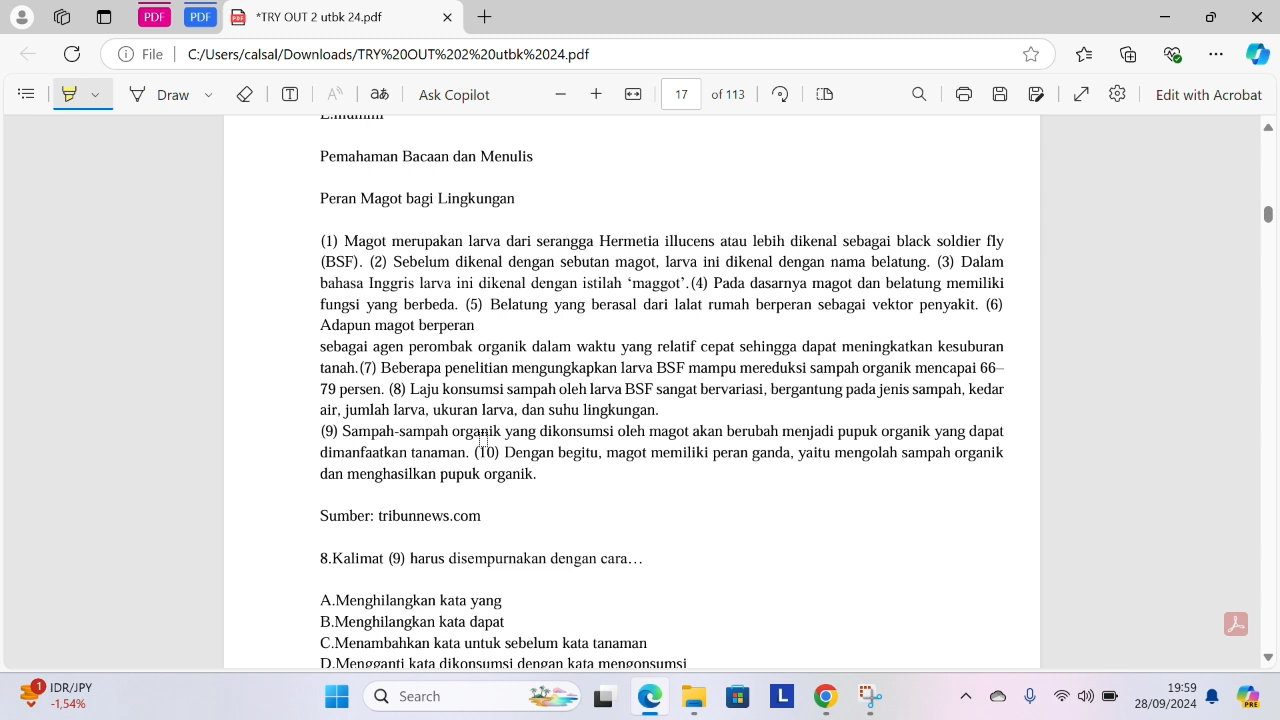 PDF
PDF
*TRY OUT 2 utbk 24.pdf
File
C:/Users/calsal/Downloads/TRY%20OUT%202%20utbk%202024.pdf
Draw
aあ
Ask Copilot
17
of 113
Edit with Acrobat
Pemahaman Bacaan dan Menulis
Peran Magot bagi Lingkungan
(1) Magot merupakan larva dari serangga Hermetia illucens atau lebih dikenal sebagai black soldier fly
(BSF). (2) Sebelum dikenal dengan sebutan magot, larva ini dikenal dengan nama belatung. (3) Dalam
bahasa Inggris larva ini dikenal dengan istilah ‘maggot’.(4) Pada dasarnya magot dan belatung memiliki
fungsi yang berbeda. (5) Belatung yang berasal dari lalat rumah berperan sebagai vektor penyakit. (6)
Adapun magot berperan
sebagai agen perombak organik dalam waktu yang relatif cepat sehingga dapat meningkatkan kesuburan
tanah.(7) Beberapa penelitian mengungkapkan larva BSF mampu mereduksi sampah organik mencapai 66–
79 persen. (8) Laju konsumsi sampah oleh larva BSF sangat bervariasi, bergantung pada jenis sampah, kedar
air, jumlah larva, ukuran larva, dan suhu lingkungan.
(9) Sampah-sampah organik yang dikonsumsi oleh magot akan berubah menjadi pupuk organik yang dapat
dimanfaatkan tanaman. (10) Dengan begitu, magot memiliki peran ganda, yaitu mengolah sampah organik
dan menghasilkan pupuk organik.
Sumber: tribunnews.com
8.Kalimat (9) harus disempurnakan dengan cara…
A.Menghilangkan kata yang
B.Menghilangkan kata dapat
C.Menambahkan kata untuk sebelum kata tanaman
D.Mengganti kata dikonsumsi dengan kata mengonsumsi
1
IDR/JPY
-1,54%
Search
L
19:59
28/09/2024
PRE